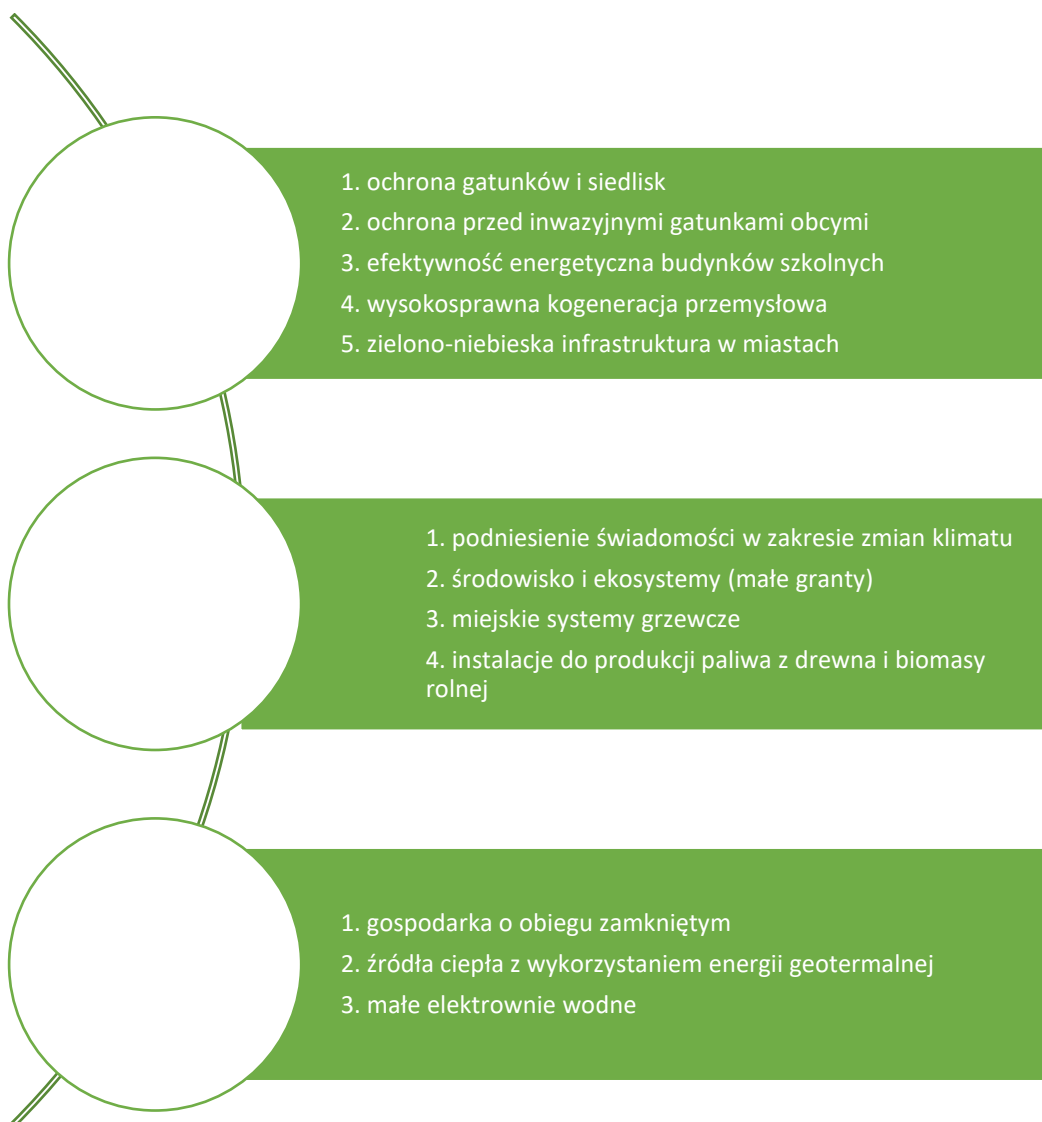 1. ochrona gatunków i siedlisk
2. ochrona przed inwazyjnymi gatunkami obcymi
3. efektywność energetyczna budynków szkolnych
4. wysokosprawna kogeneracja przemysłowa
5. zielono-niebieska infrastruktura w miastach
1. podniesienie świadomości w zakresie zmian klimatu
2. środowisko i ekosystemy (małe granty)
3. miejskie systemy grzewcze
4. instalacje do produkcji paliwa z drewna i biomasy
rolnej
1. gospodarka o obiegu zamkniętym
2. źródła ciepła z wykorzystaniem energii geotermalnej
3. małe elektrownie wodne